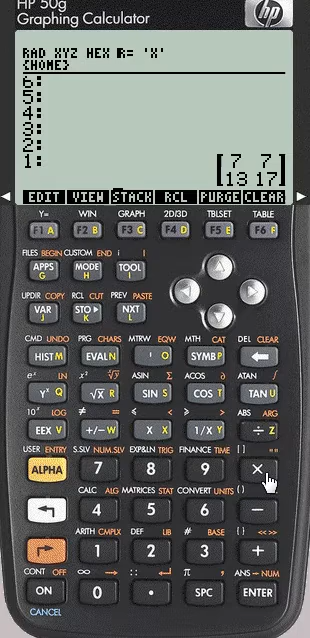 HP 50g
Graphing Calculator
hp
RAD XYZ HEX R= 'X'
{HOME}
6:
5:
4:
3:
2:
1: [ 7 7 ]
[13 17]
EDIT VIEW STACK RCL PURGE CLEAR
Y= WIN GRAPH 2D/3D TBLSET TABLE
F1 A F2 B F3 C F4 D F5 E F6 F
FILES BEGIN CUSTOM END i I
APPS G MODE H TOOL I
UPDIR COPY RCL CUT PREV PASTE
VAR J STO▶ K NXT L
CMD UNDO PRG CHARS MTRW EQW MTH CAT DEL CLEAR
HIST M EVAL N ' O SYMB P
eˣ LN x² ˣ√y ASIN Σ ACOS ∂ ATAN ∫
Yˣ Q √X R SIN S COS T TAN U
10ˣ LOG ≠ = ≤ < ≥ > ABS ARG
EEX V +/− W X X 1/X Y ÷ Z
USER ENTRY S.SLV NUM.SLV EXP&LN TRIG FINANCE TIME [ ] " "
ALPHA 7 8 9 ×
CALC ALG MATRICES STAT CONVERT UNITS ( ) _
4 5 6 −
ARITH CMPLX DEF LIB # BASE { } « »
1 2 3 +
CONT OFF ∞ → : : ↵ π , ANS →NUM
ON 0 • SPC ENTER
CANCEL